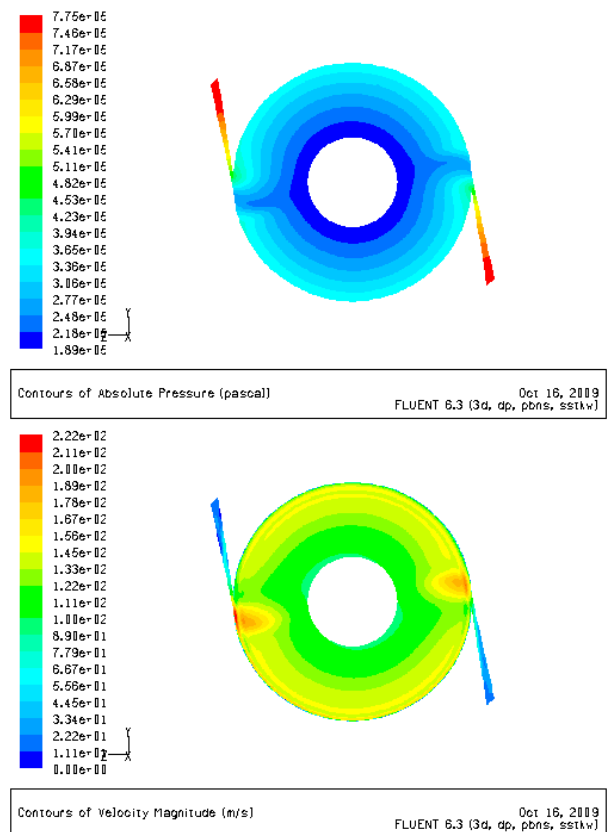 7.75e+05
7.46e+05
7.17e+05
6.87e+05
6.58e+05
6.29e+05
5.99e+05
5.70e+05
5.41e+05
5.11e+05
4.82e+05
4.53e+05
4.23e+05
3.94e+05
3.65e+05
3.36e+05
3.06e+05
2.77e+05
2.48e+05
2.18e+05
1.89e+05
Y
Z X
Contours of Absolute Pressure (pascal)
Oct 16, 2009
FLUENT 6.3 (3d, dp, pbns, sstkw)
2.22e+02
2.11e+02
2.00e+02
1.89e+02
1.78e+02
1.67e+02
1.56e+02
1.45e+02
1.33e+02
1.22e+02
1.11e+02
1.00e+02
8.90e+01
7.79e+01
6.67e+01
5.56e+01
4.45e+01
3.34e+01
2.22e+01
1.11e+01
0.00e+00
Y
Z X
Contours of Velocity Magnitude (m/s)
Oct 16, 2009
FLUENT 6.3 (3d, dp, pbns, sstkw)